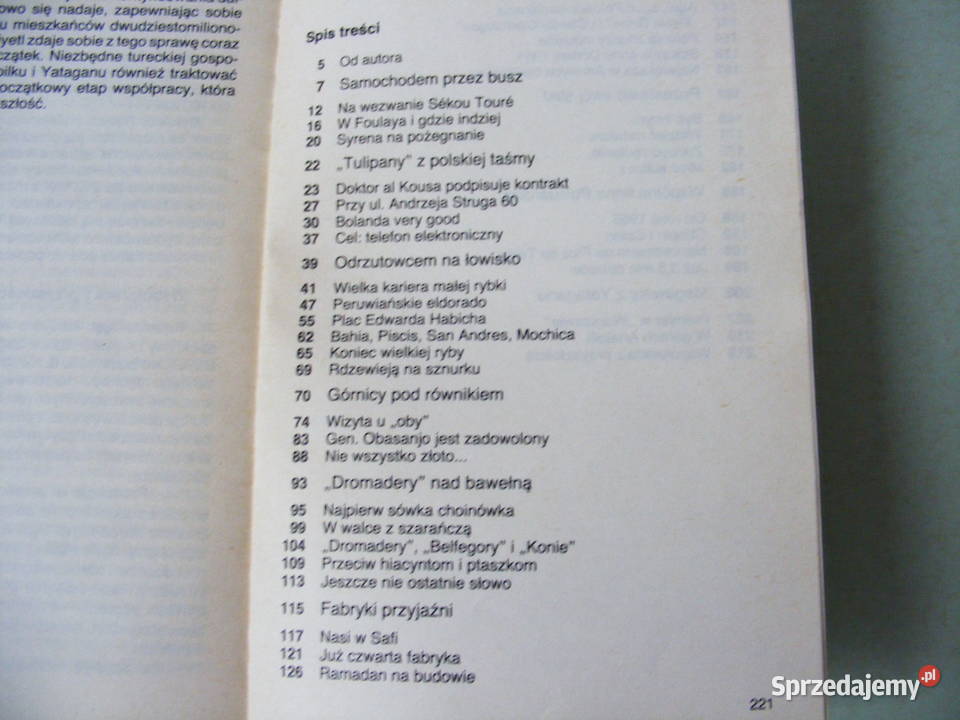 owo się nadaje, zapewniając sobie
u mieszkańców dwudziestomiliono-
iyeti zdaje sobie z tego sprawę coraz
czątek. Niezbędne tureckiej gospo-
bilku i Yataganu również traktować
oczątkowy etap współpracy, która
szłość.
Spis treści
5 Od autora
7 Samochodem przez busz
12 Na wezwanie Sékou Touré
16 W Foulaya i gdzie indziej
20 Syrena na pożegnanie
22 „Tulipany” z polskiej taśmy
23 Doktor al Kousa podpisuje kontrakt
27 Przy ul. Andrzeja Struga 60
30 Bolanda very good
37 Cel: telefon elektroniczny
39 Odrzutowcem na łowisko
41 Wielka kariera małej rybki
47 Peruwiańskie eldorado
55 Plac Edwarda Habicha
62 Bahia, Piscis, San Andres, Mochica
65 Koniec wielkiej ryby
69 Rdzewieją na sznurku
70 Górnicy pod równikiem
74 Wizyta u „oby”
83 Gen. Obasanjo jest zadowolony
88 Nie wszystko złoto...
93 „Dromadery” nad bawełną
95 Najpierw sówka choinówka
99 W walce z szarańczą
104 „Dromadery”, „Belfegory” i „Konie”
109 Przeciw hiacyntom i ptaszkom
113 Jeszcze nie ostatnie słowo
115 Fabryki przyjaźni
117 Nasi w Safi
121 Już czwarta fabryka
126 Ramadan na budowie
221
Sprzedajemy.pl